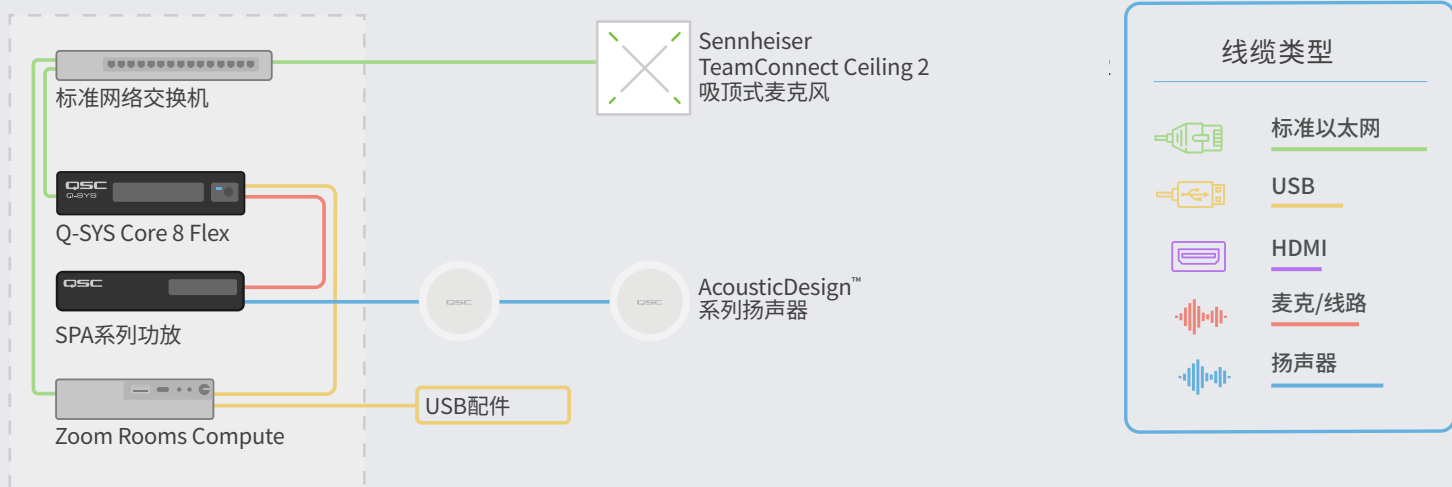 标准网络交换机
Sennheiser
TeamConnect Ceiling 2
吸顶式麦克风
QSC
Q-SYS
Q-SYS Core 8 Flex
QSC
SPA系列功放
QSC
QSC
AcousticDesign™
系列扬声器
Zoom Rooms Compute
USB配件
线缆类型
标准以太网
USB
HDMI
麦克/线路
扬声器